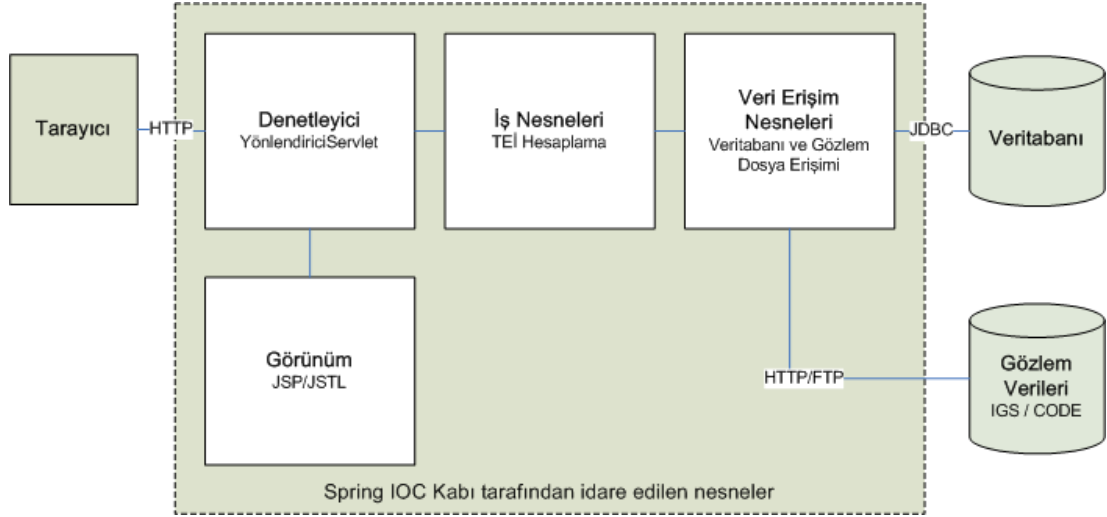 Tarayıcı
HTTP
Denetleyici
YönlendiriciServlet
İş Nesneleri
TEİ Hesaplama
Veri Erişim
Nesneleri
Veritabanı ve Gözlem
Dosya Erişimi
JDBC
Veritabanı
Görünüm
JSP/JSTL
HTTP/FTP
Gözlem
Verileri
IGS / CODE
Spring IOC Kabı tarafından idare edilen nesneler